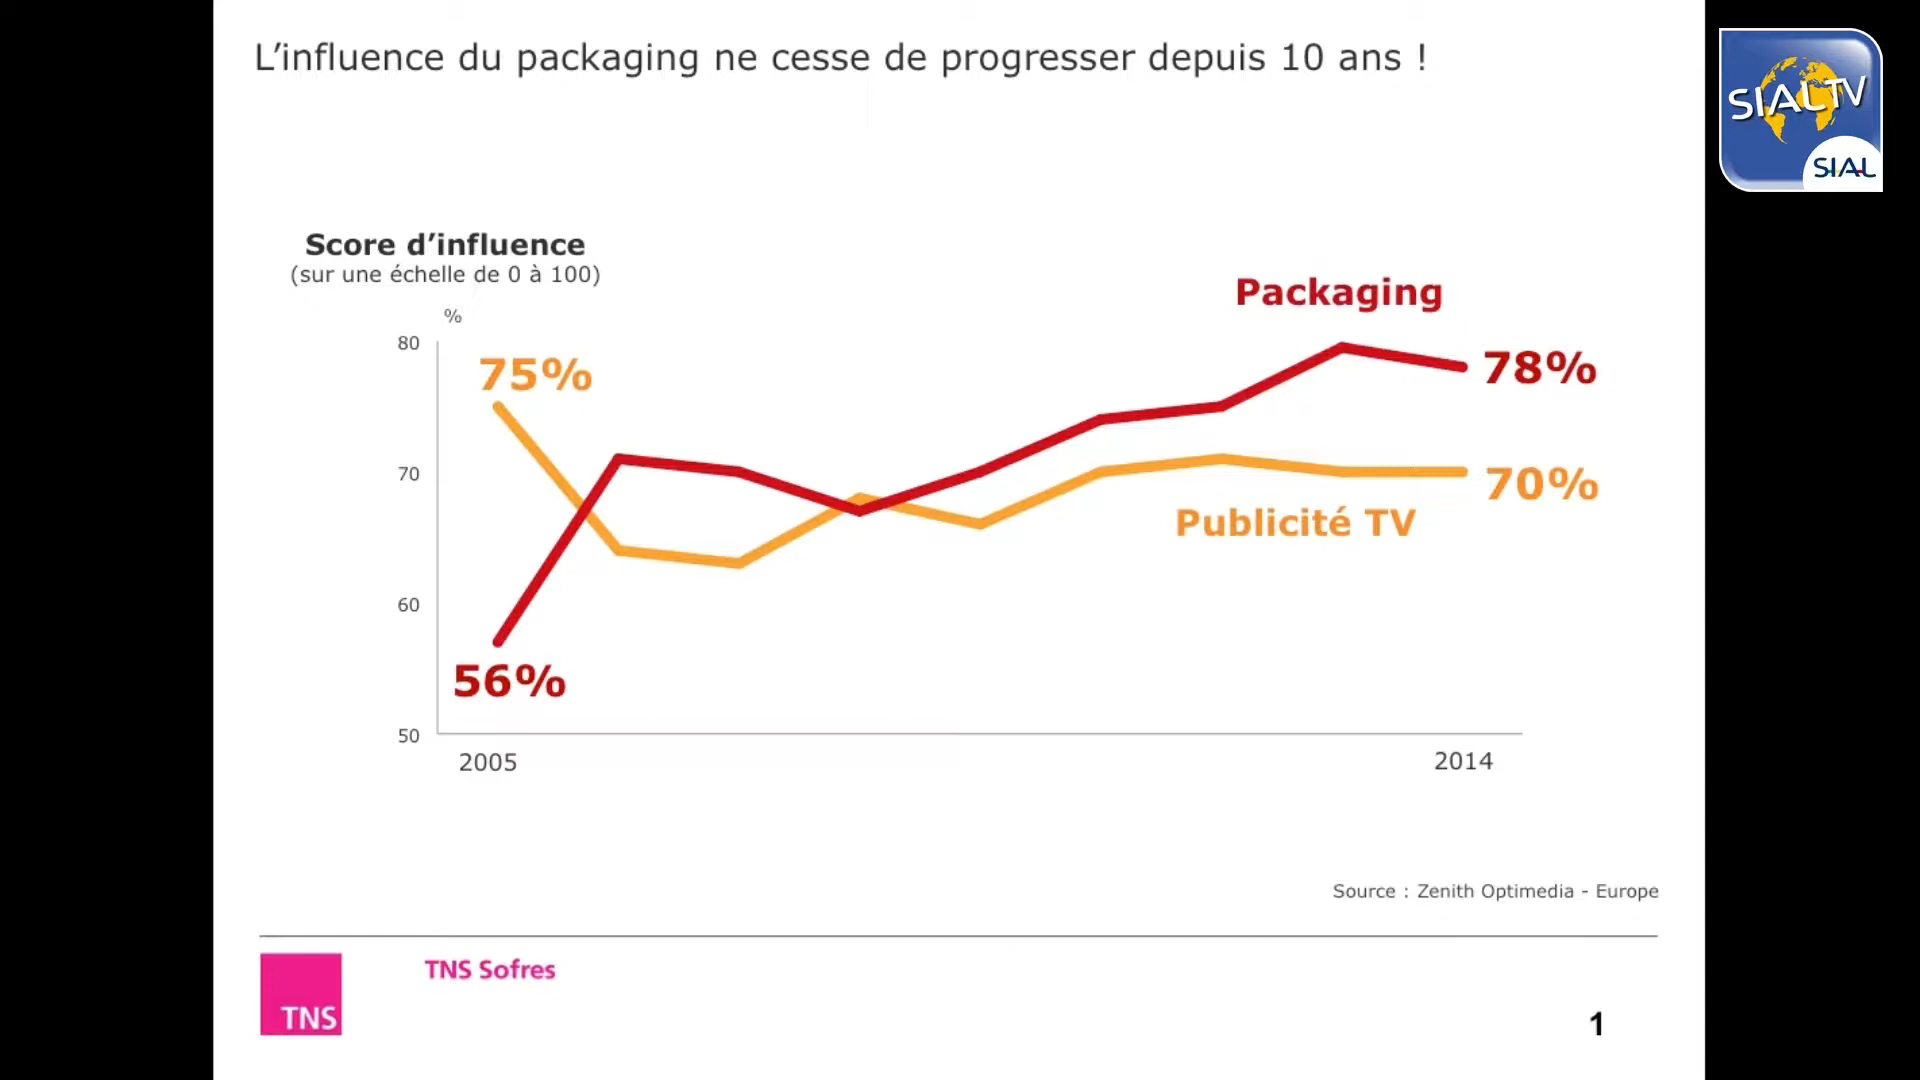 L’influence du packaging ne cesse de progresser depuis 10 ans !
SIAL TV
SIAL
Score d’influence
(sur une échelle de 0 à 100)
%
Packaging
80
75%
78%
70
70%
Publicité TV
60
56%
50
2005
2014
Source : Zenith Optimedia - Europe
TNS Sofres
TNS
1